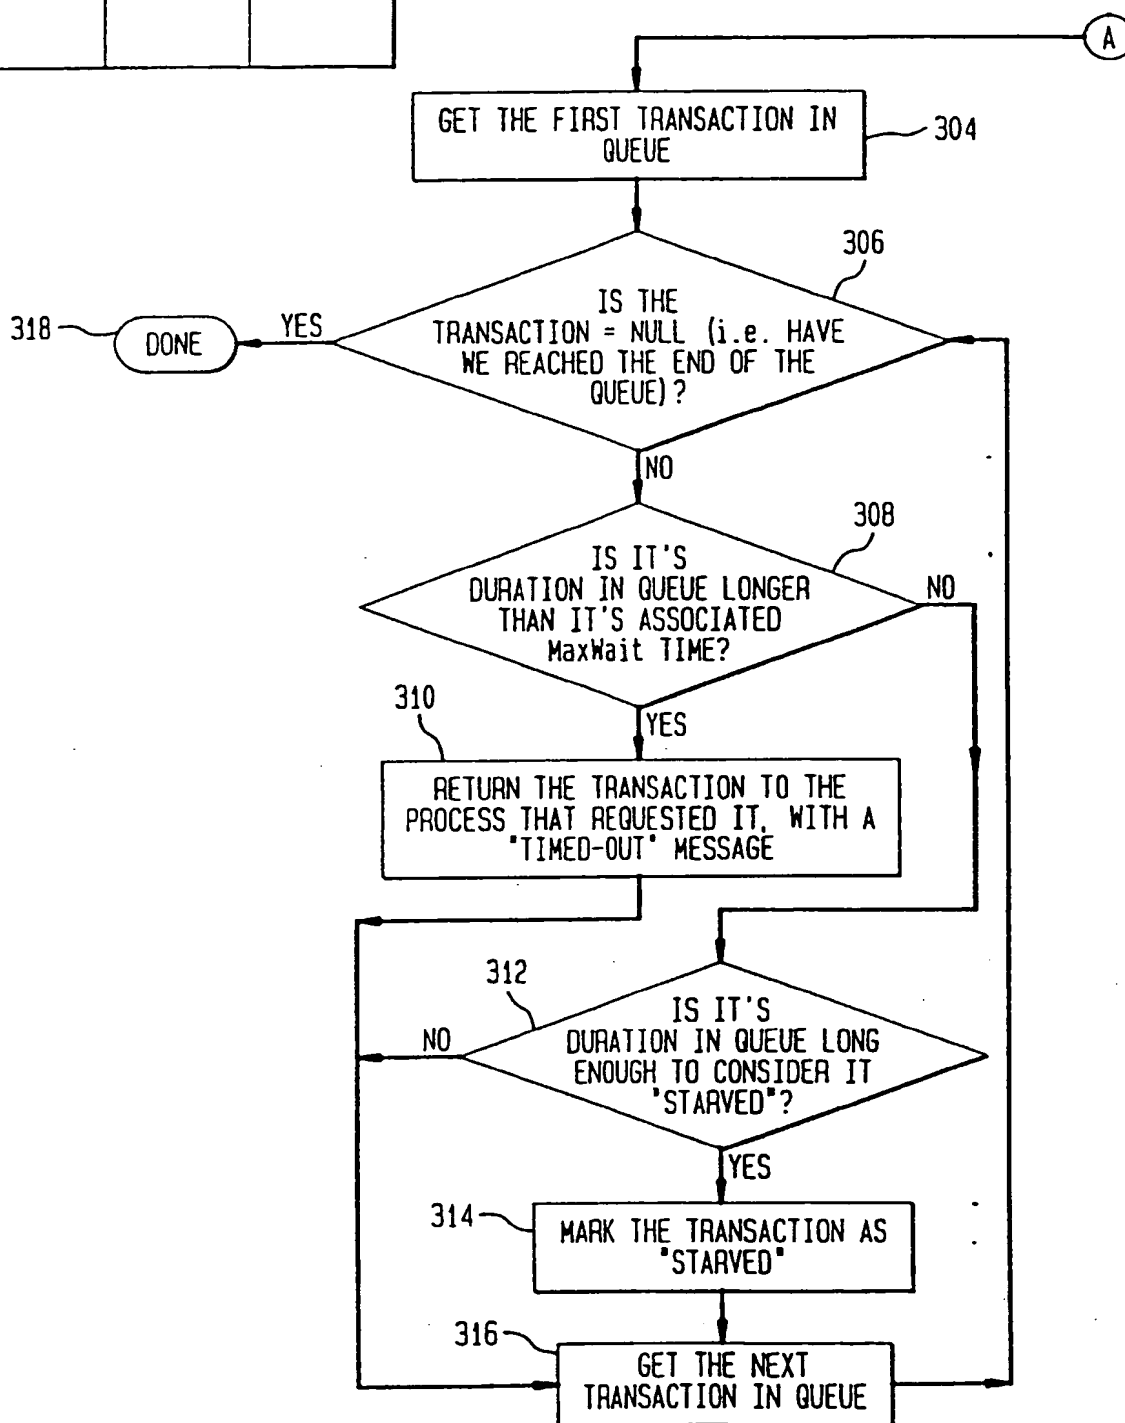 A
GET THE FIRST TRANSACTION IN
QUEUE
304
306
IS THE
TRANSACTION = NULL (i.e. HAVE
WE REACHED THE END OF THE
QUEUE)?
YES
318
DONE
NO
308
IS IT'S
DURATION IN QUEUE LONGER
THAN IT'S ASSOCIATED
MaxWait TIME?
NO
310
YES
RETURN THE TRANSACTION TO THE
PROCESS THAT REQUESTED IT, WITH A
"TIMED-OUT" MESSAGE
312
IS IT'S
DURATION IN QUEUE LONG
ENOUGH TO CONSIDER IT
"STARVED"?
NO
YES
314
MARK THE TRANSACTION AS
"STARVED"
316
GET THE NEXT
TRANSACTION IN QUEUE